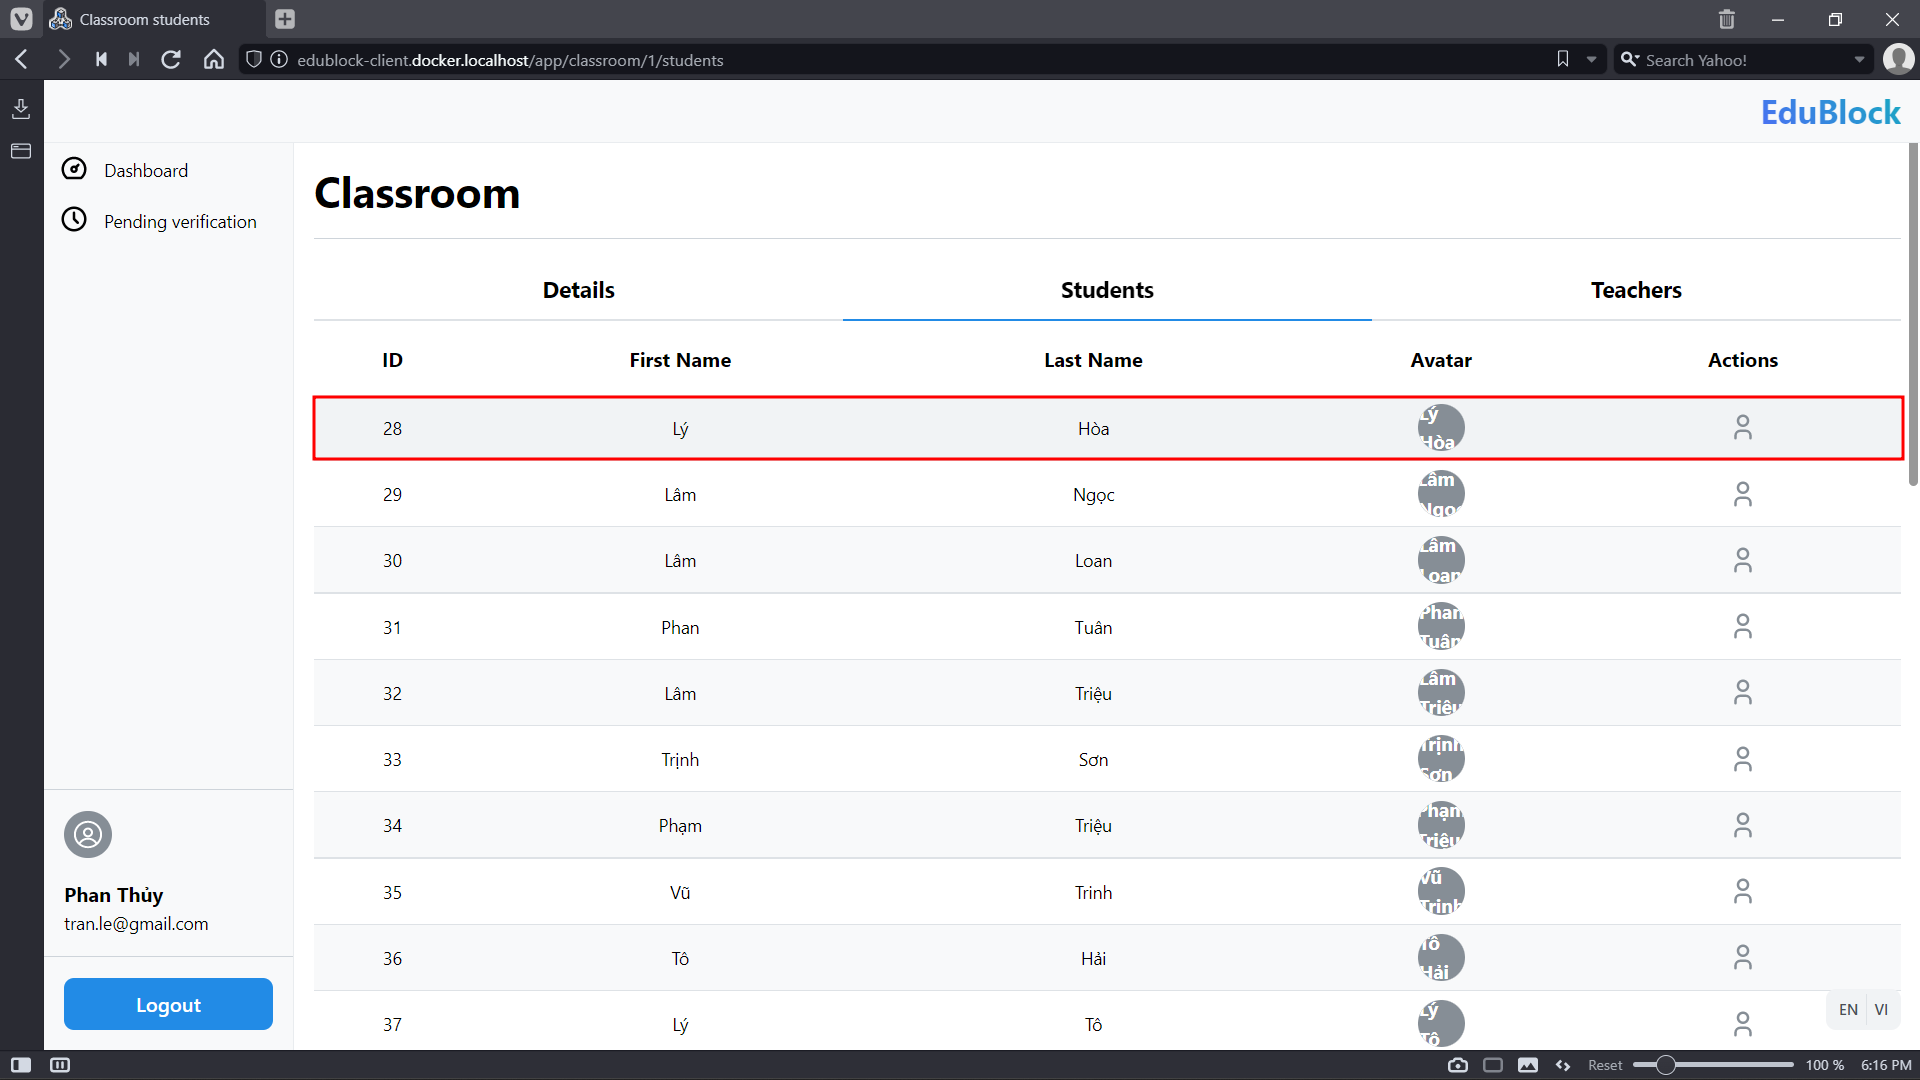 Classroom students
edublock-client.docker.localhost/app/classroom/1/students
Search Yahoo!
EduBlock
Dashboard
Pending verification
Classroom
Details Students Teachers
ID First Name Last Name Avatar Actions
28 Lý Hòa Lý Hòa
29 Lâm Ngọc Lâm Ngọc
30 Lâm Loan Lâm Loan
31 Phan Tuân Phan Tuân
32 Lâm Triệu Lâm Triệu
33 Trịnh Sơn Trịnh Sơn
34 Phạm Triệu Phạm Triệu
35 Vũ Trinh Vũ Trinh
36 Tô Hải Tô Hải
37 Lý Tô Lý Tô
Phan Thủy
tran.le@gmail.com
Logout
EN VI
Reset 100 % 6:16 PM